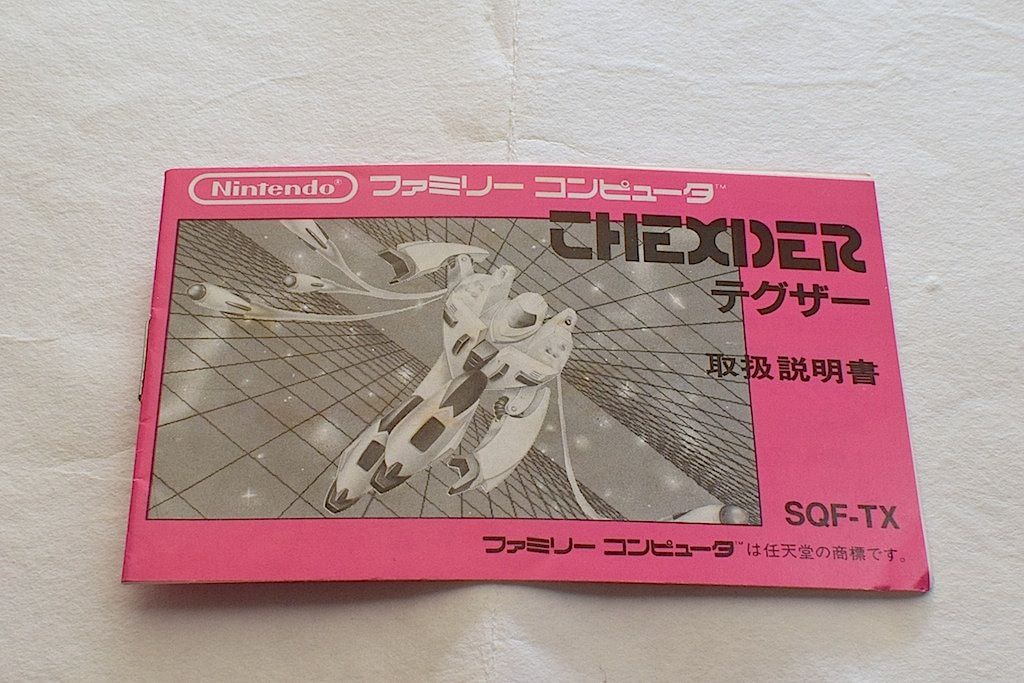 Nintendo® ファミリー コンピュータ™
THEXDER
テグザー
取扱説明書
SQF-TX
ファミリー コンピュータ™は任天堂の商標です。